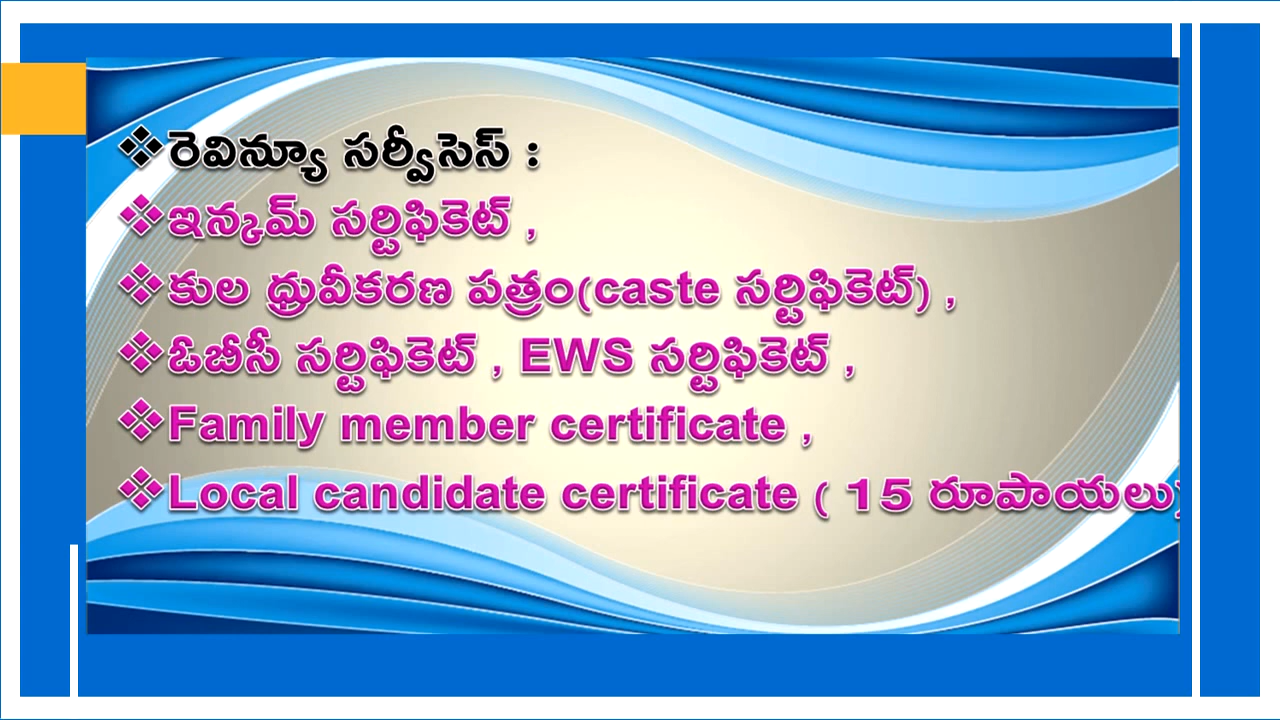 ❖రెవిన్యూ సర్వీసెస్ :
❖ఇన్కమ్ సర్టిఫికెట్ ,
❖కుల ధ్రువీకరణ పత్రం(caste సర్టిఫికెట్) ,
❖ఓబీసీ సర్టిఫికెట్ , EWS సర్టిఫికెట్ ,
❖Family member certificate ,
❖Local candidate certificate ( 15 రూపాయలు)